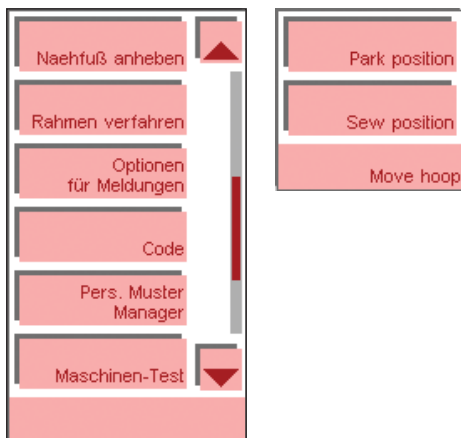 Naehfuß anheben
Rahmen verfahren
Optionen
für Meldungen
Code
Pers. Muster
Manager
Maschinen-Test
Park position
Sew position
Move hoop